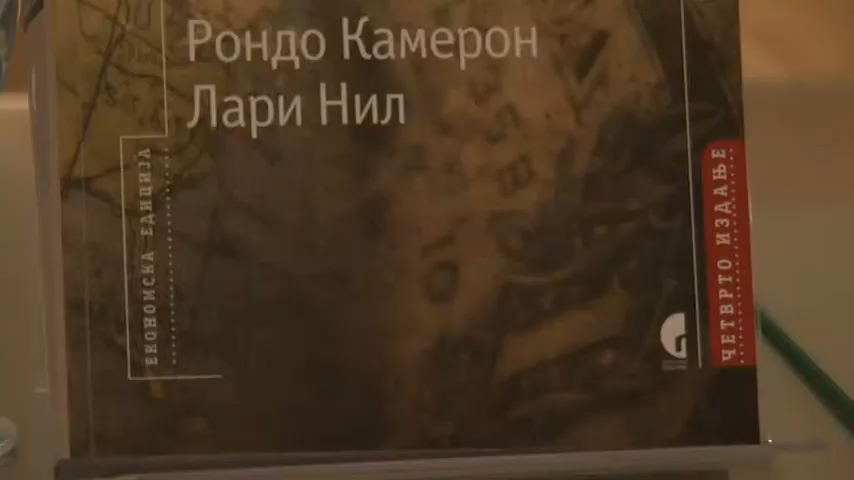 Рондо Камерон
Лари Нил
ЕКОНОМСКА ЕДИЦИЈА
ЧЕТВРТО ИЗДАЊЕ